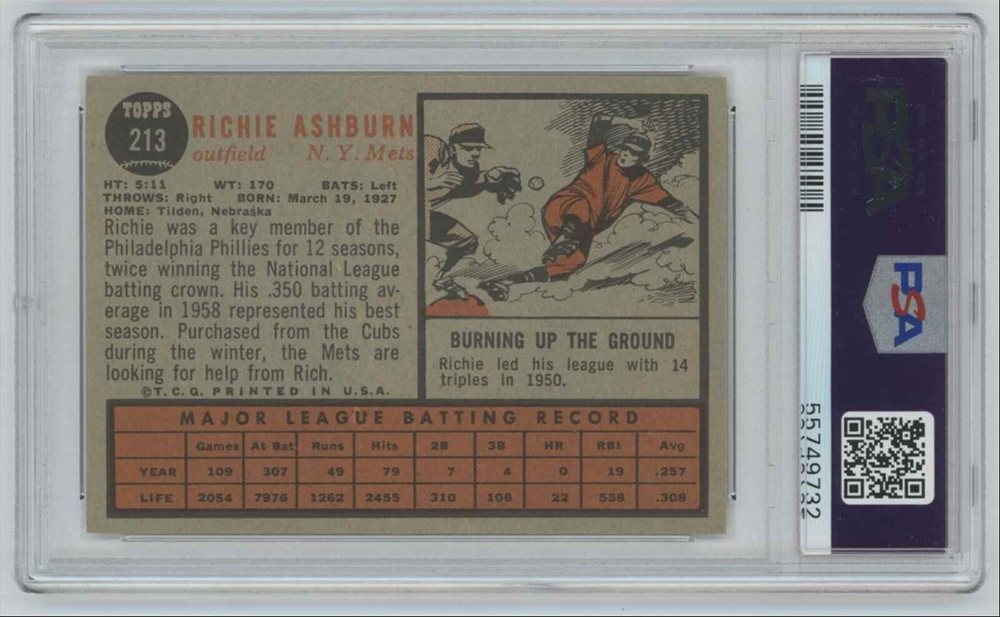 TOPPS
213
RICHIE ASHBURN
outfield N. Y. Mets
HT: 5:11 WT: 170 BATS: Left
THROWS: Right BORN: March 19, 1927
HOME: Tilden, Nebraska
Richie was a key member of the
Philadelphia Phillies for 12 seasons,
twice winning the National League
batting crown. His .350 batting av-
erage in 1958 represented his best
season. Purchased from the Cubs
during the winter, the Mets are
looking for help from Rich.
©T.C.G. PRINTED IN U.S.A.
BURNING UP THE GROUND
Richie led his league with 14
triples in 1950.
MAJOR LEAGUE BATTING RECORD
Games At Bat Runs Hits 2B 3B HR RBI Avg
YEAR 109 307 49 79 7 4 0 19 .257
LIFE 2054 7976 1262 2455 310 106 22 558 .308
PSA
PSA
55749732